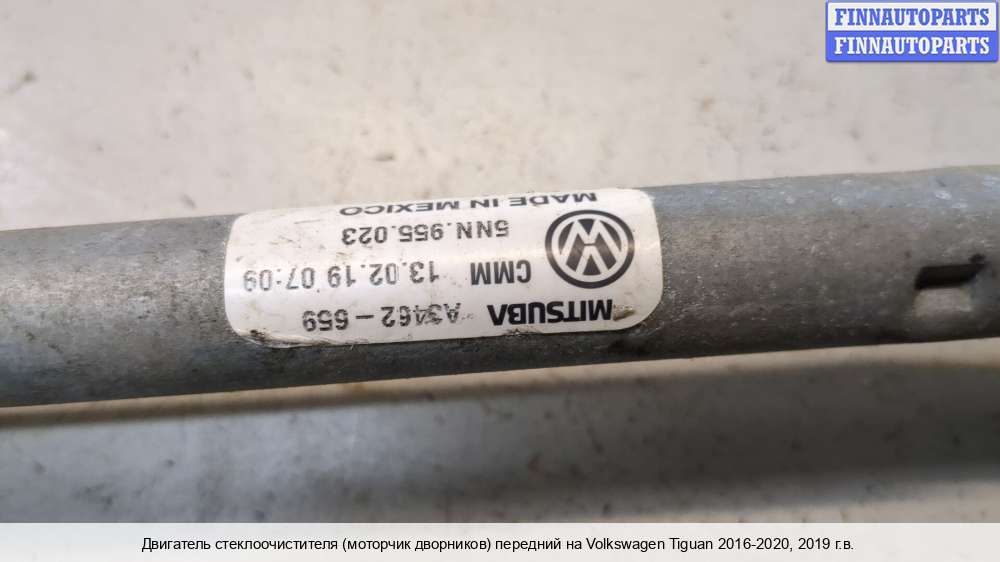 FINNAUTOPARTS
FINNAUTOPARTS
MITSUBA A3462-659
CMM 13.02.19 07:09
5NN.955.023
MADE IN MEXICO
Двигатель стеклоочистителя (моторчик дворников) передний на Volkswagen Tiguan 2016-2020, 2019 г.в.